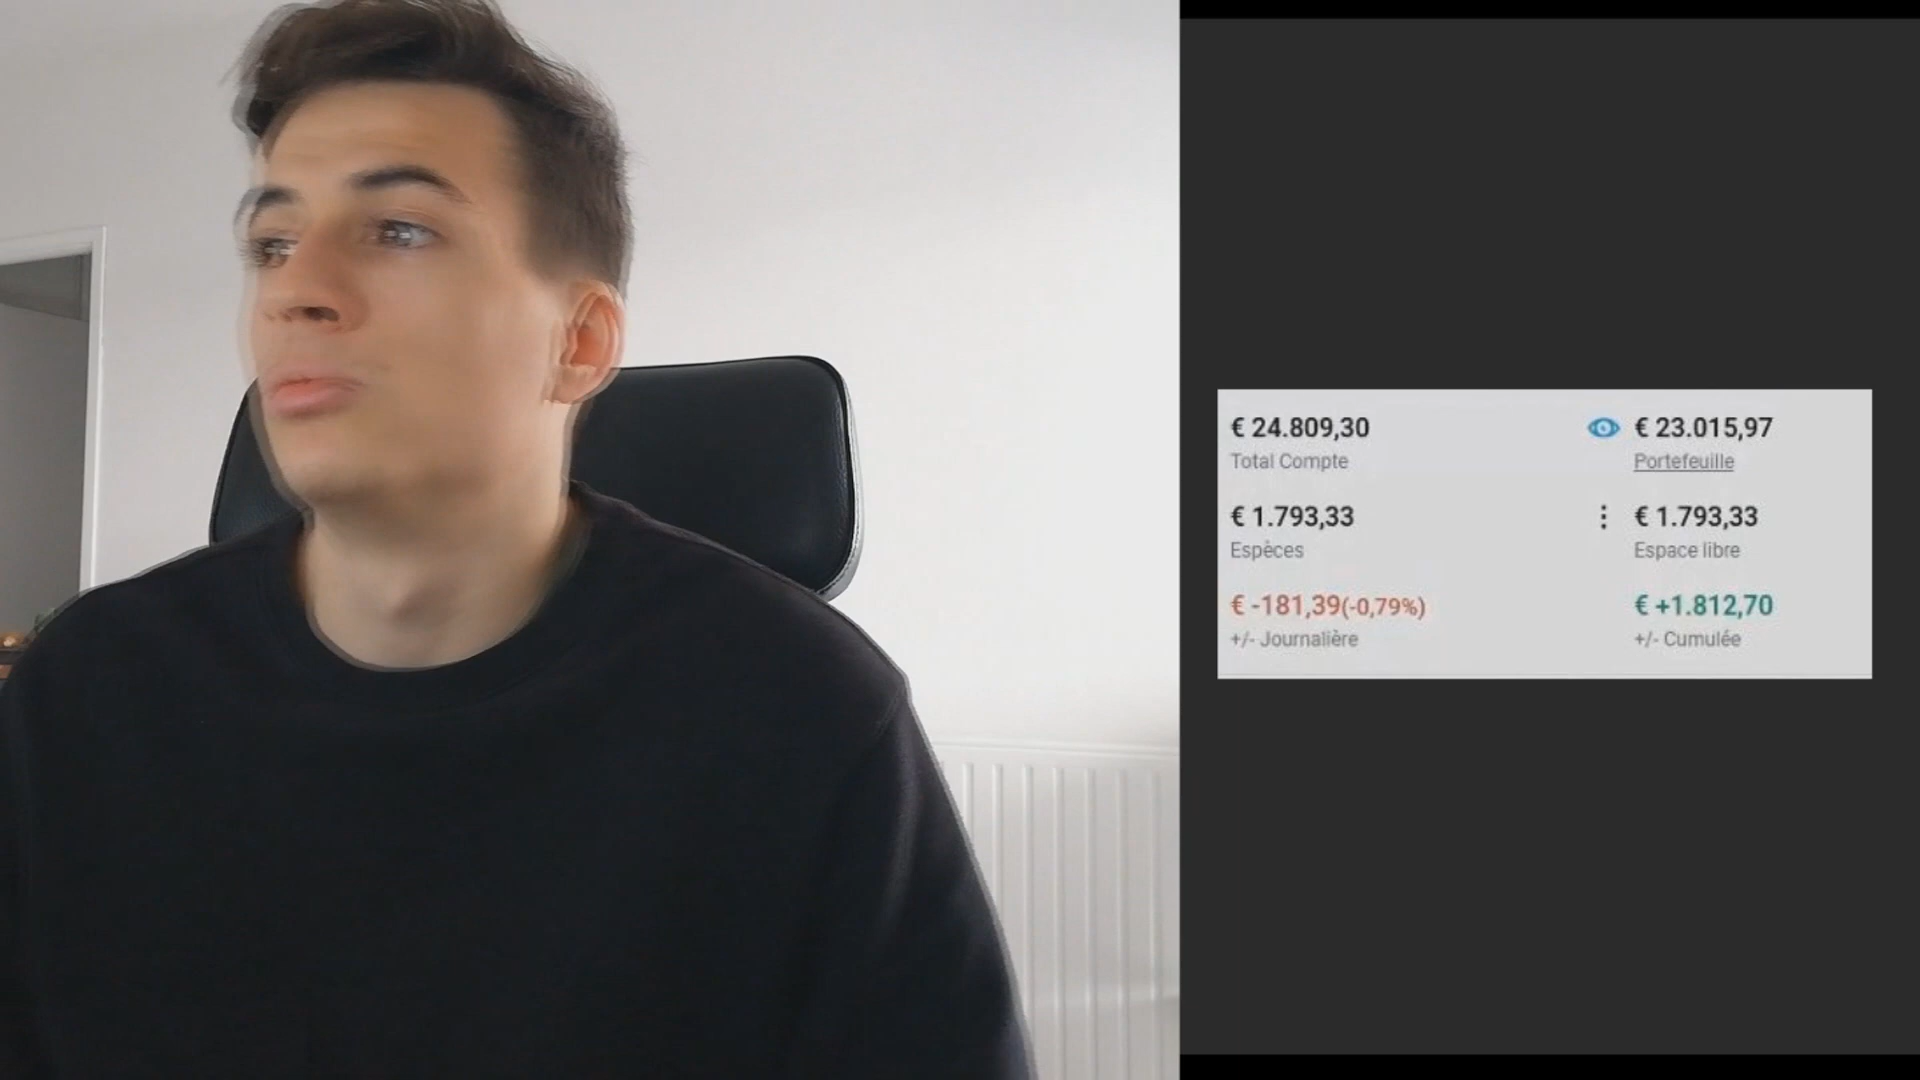 € 24.809,30
Total Compte
€ 23.015,97
Portefeuille
€ 1.793,33
Espèces
€ 1.793,33
Espace libre
€ -181,39(-0,79%)
+/- Journalière
€ +1.812,70
+/- Cumulée